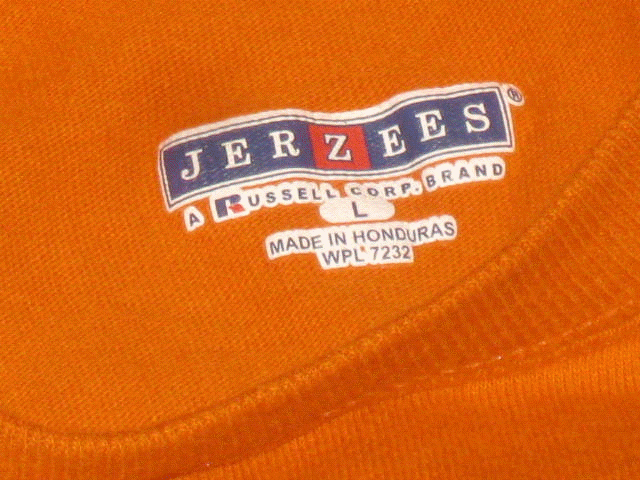 JERZEES®
A RUSSELL CORP. BRAND
L
MADE IN HONDURAS
WPL 7232